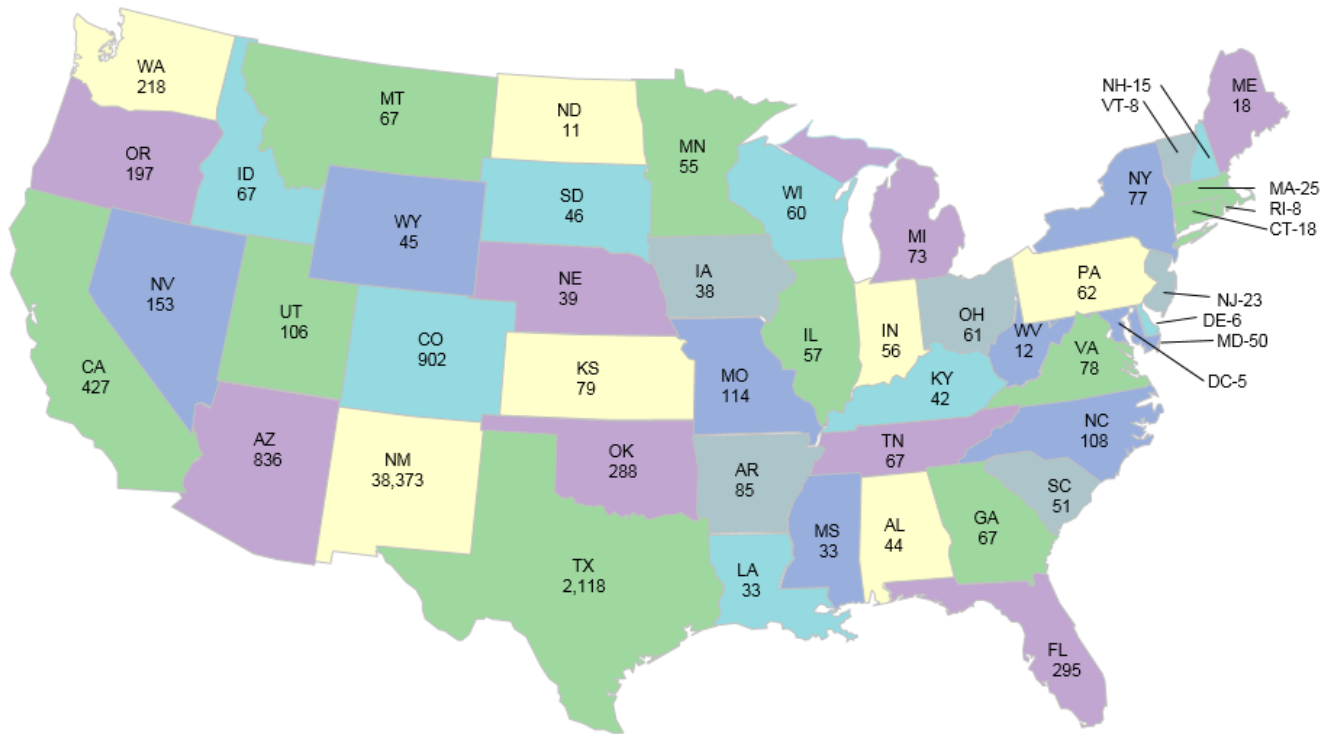 WA
218
OR
197
CA
427
ID
67
NV
153
MT
67
WY
45
UT
106
AZ
836
CO
902
NM
38,373
ND
11
SD
46
NE
39
KS
79
OK
288
TX
2,118
MN
55
IA
38
MO
114
AR
85
LA
33
WI
60
IL
57
MS
33
MI
73
IN
56
KY
42
TN
67
AL
44
OH
61
WV
12
GA
67
FL
295
SC
51
NC
108
VA
78
PA
62
NY
77
NH-15
VT-8
ME
18
MA-25
RI-8
CT-18
NJ-23
DE-6
MD-50
DC-5